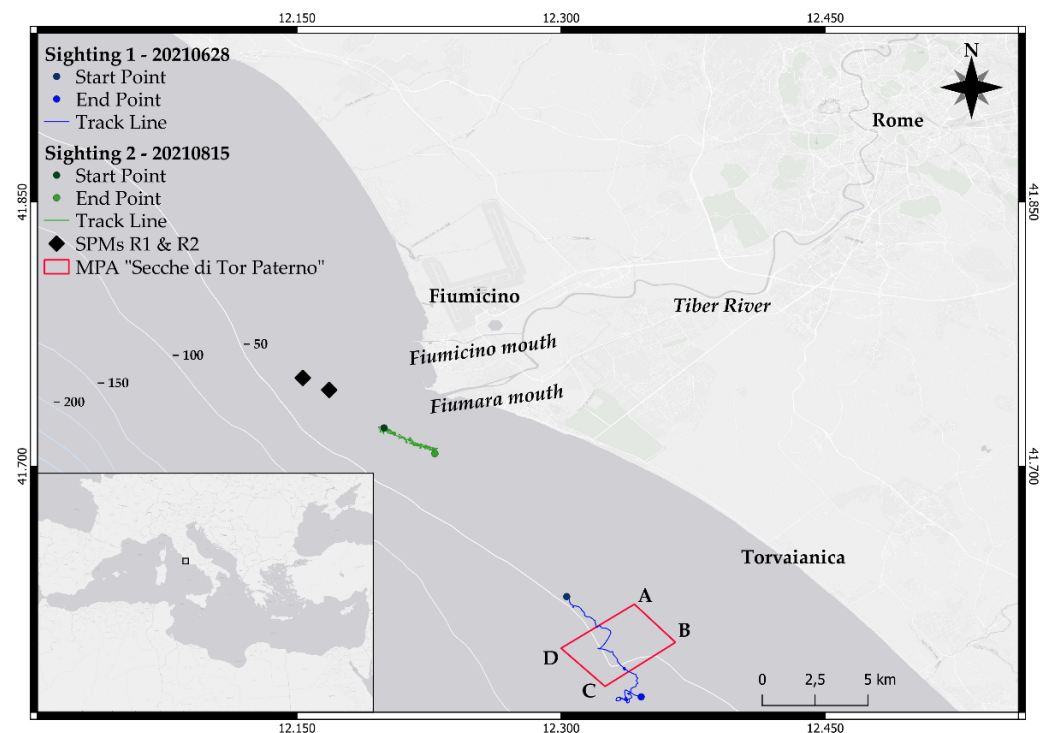 12.150 12.300 12.450
Sighting 1 - 20210628
Start Point
End Point
Track Line
Sighting 2 - 20210815
Start Point
End Point
Track Line
SPMs R1 & R2
MPA "Secche di Tor Paterno"
N
Rome
41.850 41.850
Fiumicino
Tiber River
Fiumicino mouth
- 50
- 100
- 150
- 200
Fiumara mouth
41.700 41.700
Torvaianica
A
B
D
C
0 2,5 5 km
12.150 12.300 12.450